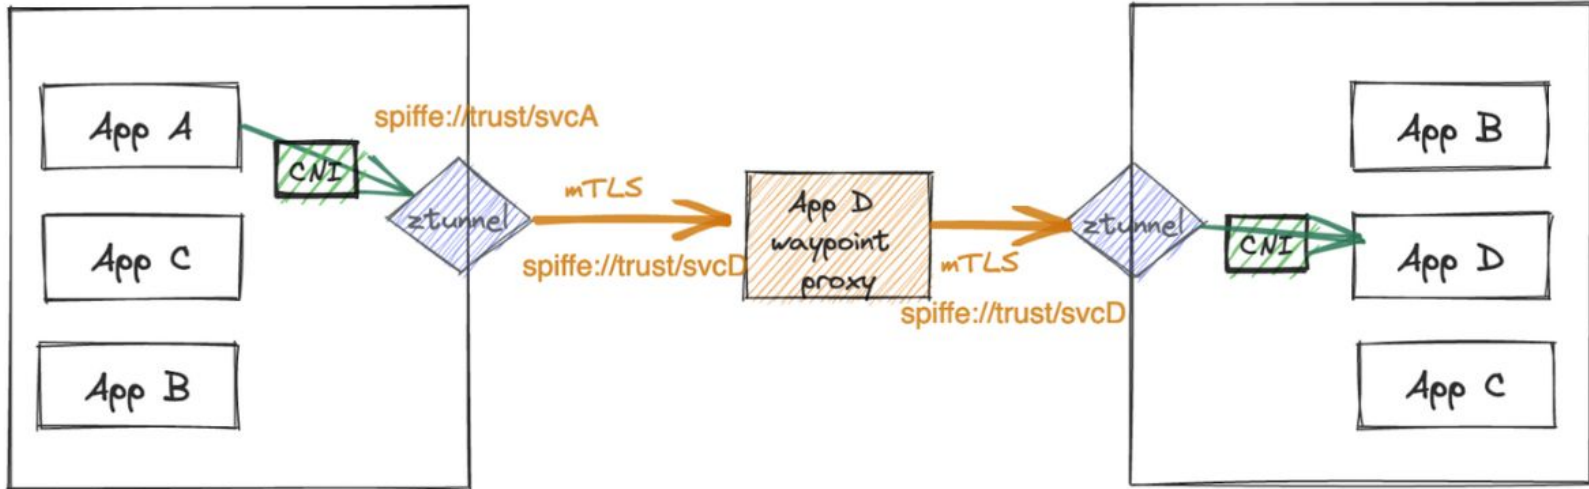 App A
CNI
App C
App B
spiffe://trust/svcA
ztunnel
mTLS
spiffe://trust/svcD
App D
waypoint
proxy
mTLS
spiffe://trust/svcD
ztunnel
CNI
App B
App D
App C